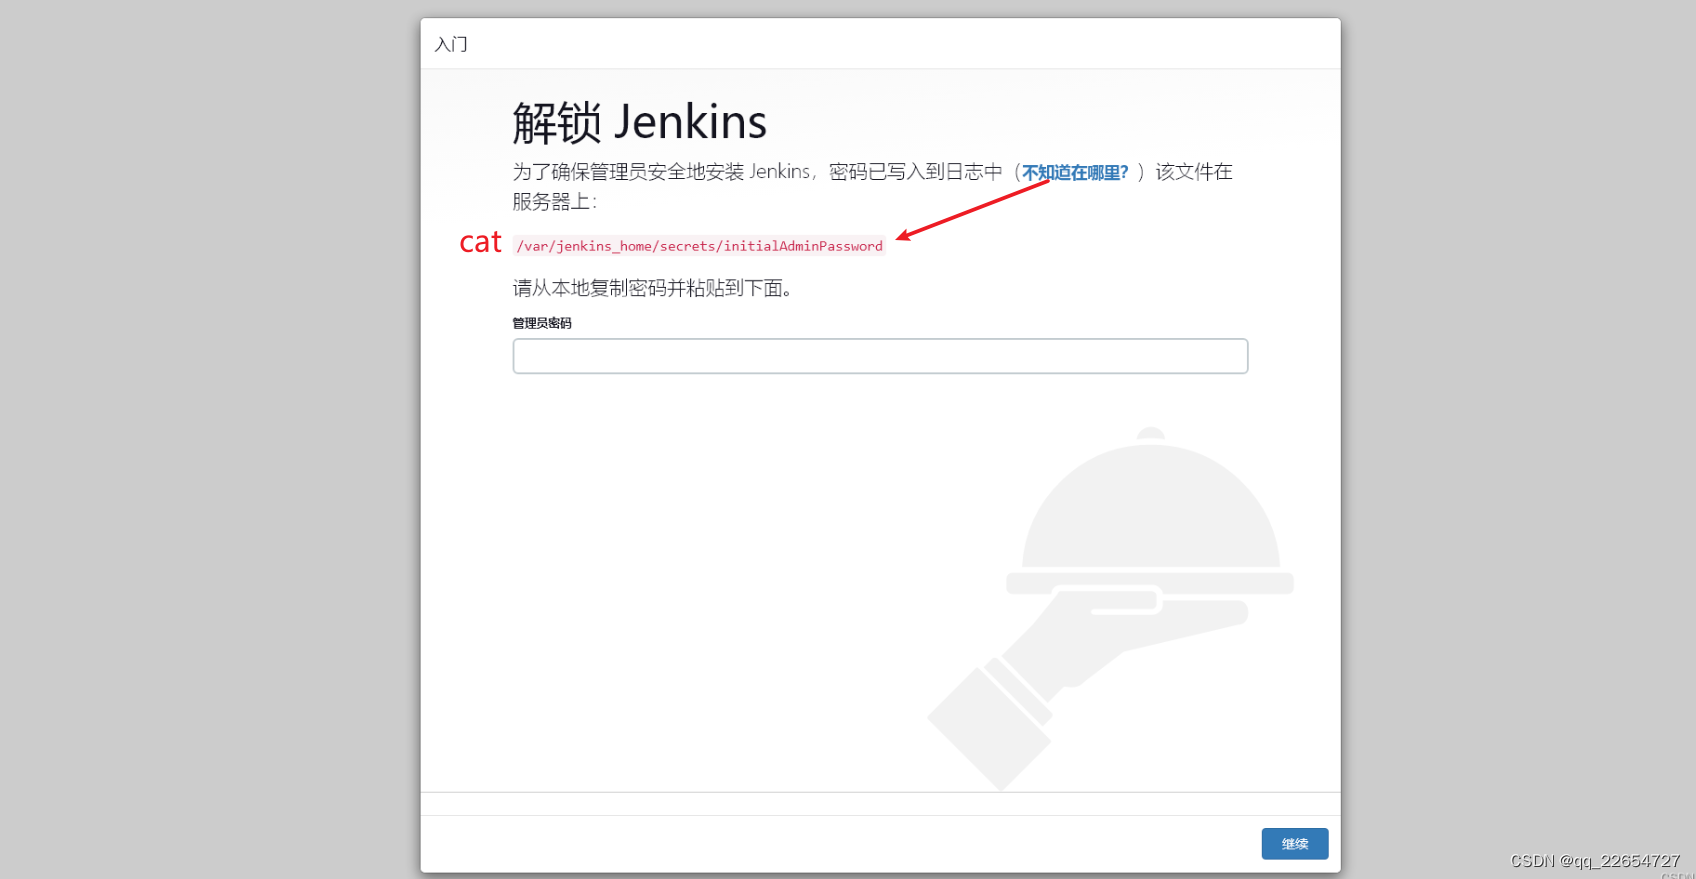 入门
解锁 Jenkins
为了确保管理员安全地安装 Jenkins，密码已写入到日志中（不知道在哪里？）该文件在
服务器上：
cat /var/jenkins_home/secrets/initialAdminPassword
请从本地复制密码并粘贴到下面。
管理员密码
继续
CSDN @qq_22654727
CSDN